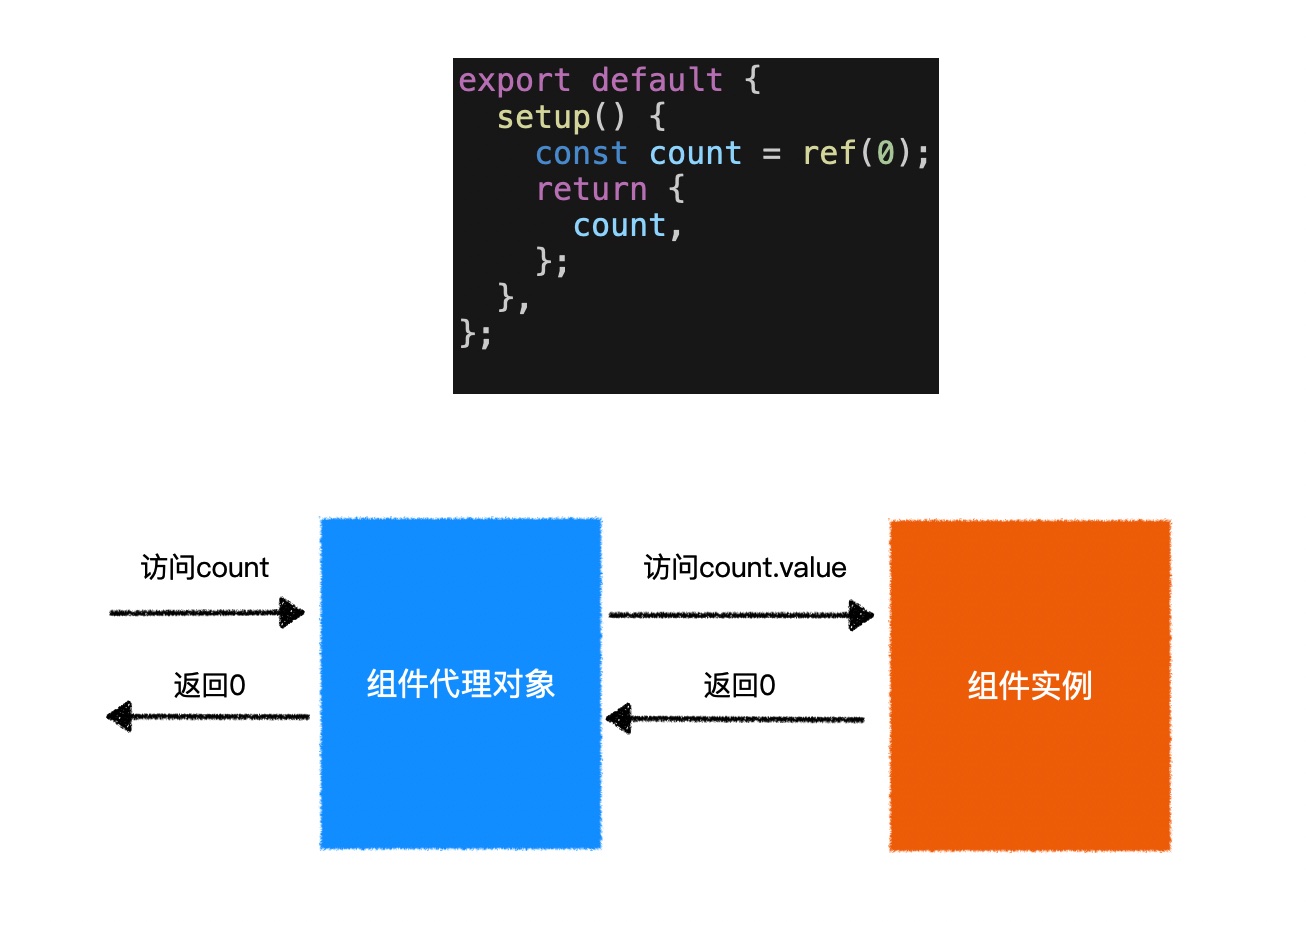 export default {
  setup() {
    const count = ref(0);
    return {
      count,
    };
  },
};
访问count
访问count.value
组件代理对象
组件实例
返回0
返回0